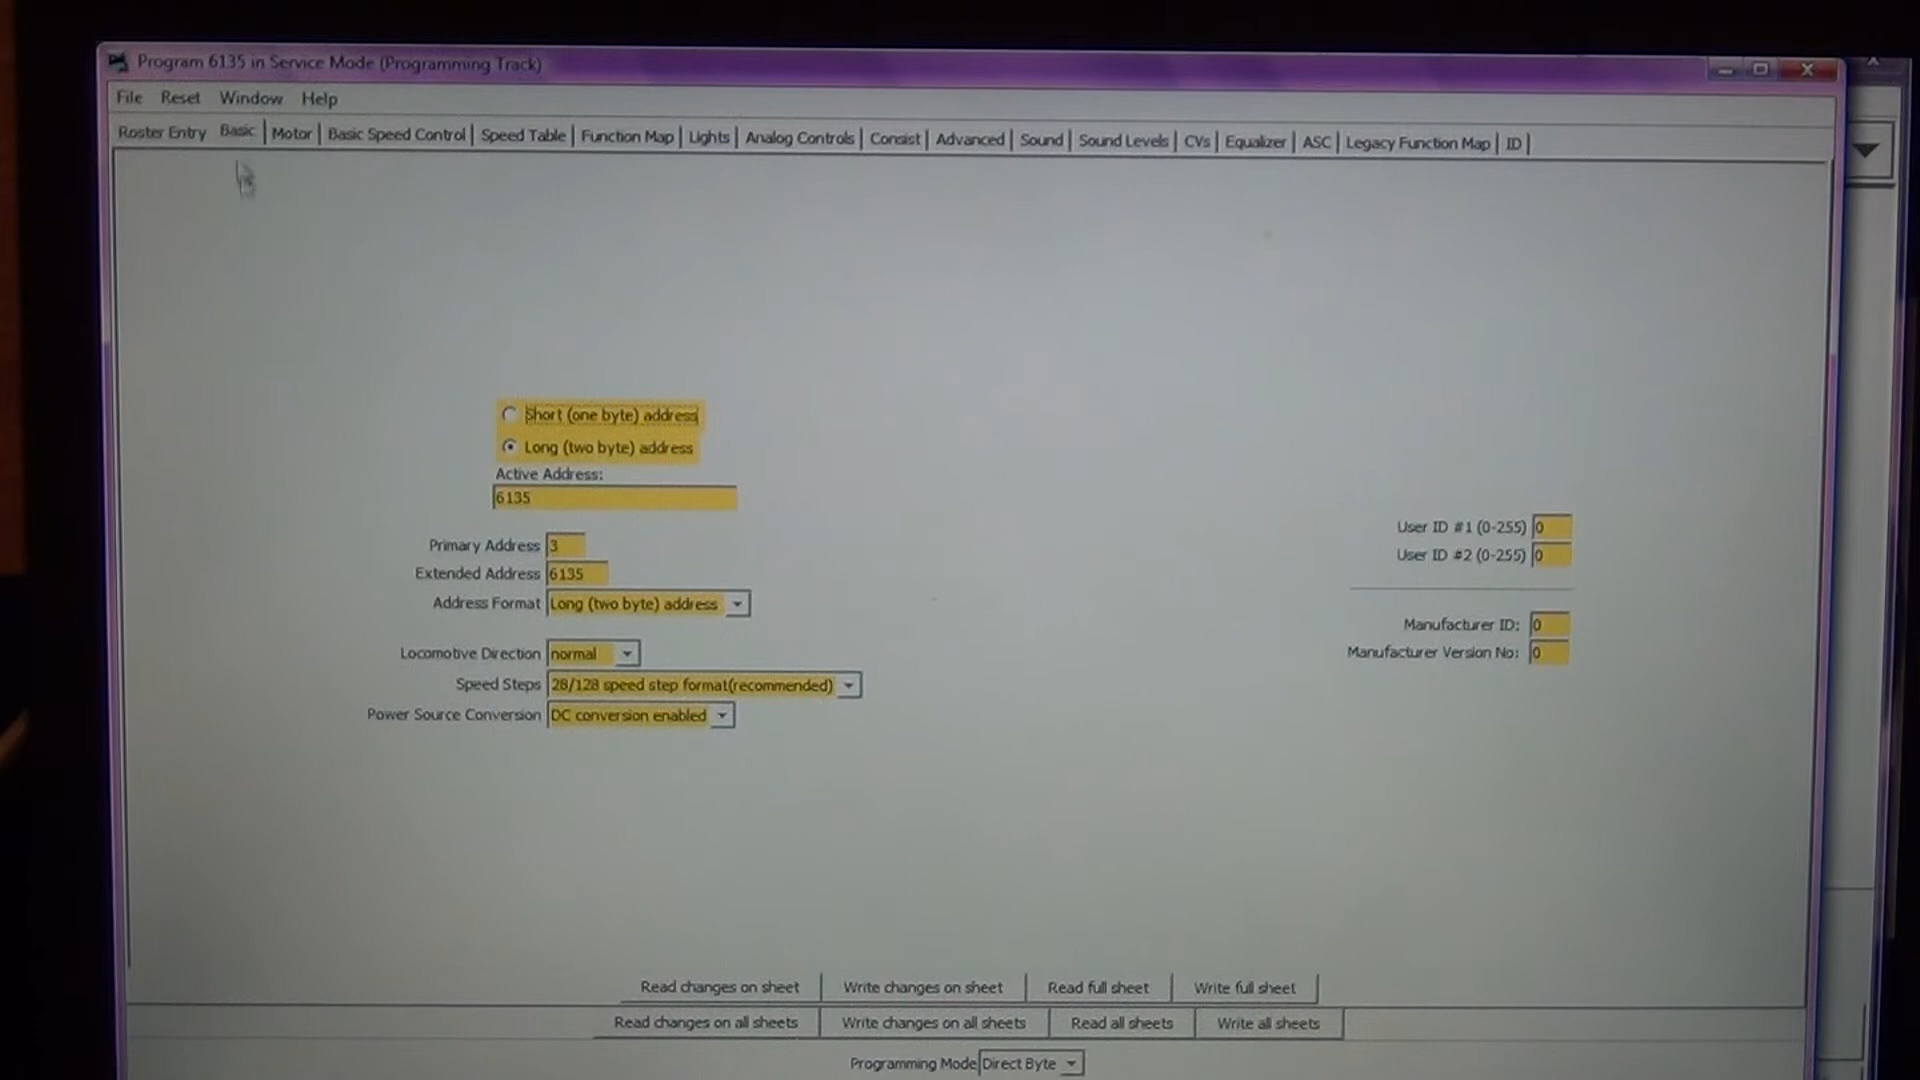 Program 6135 in Service Mode (Programming Track)
File Reset Window Help
Roster Entry Basic Motor Basic Speed Control Speed Table Function Map Lights Analog Controls Consist Advanced Sound Sound Levels CVs Equalizer ASC Legacy Function Map ID
Short (one byte) address
Long (two byte) address
Active Address:
6135
Primary Address 3
Extended Address 6135
Address Format Long (two byte) address
Locomotive Direction normal
Speed Steps 28/128 speed step format(recommended)
Power Source Conversion DC conversion enabled
User ID #1 (0-255) 0
User ID #2 (0-255) 0
Manufacturer ID: 0
Manufacturer Version No: 0
Read changes on sheet Write changes on sheet Read full sheet Write full sheet
Read changes on all sheets Write changes on all sheets Read all sheets Write all sheets
Programming Mode Direct Byte